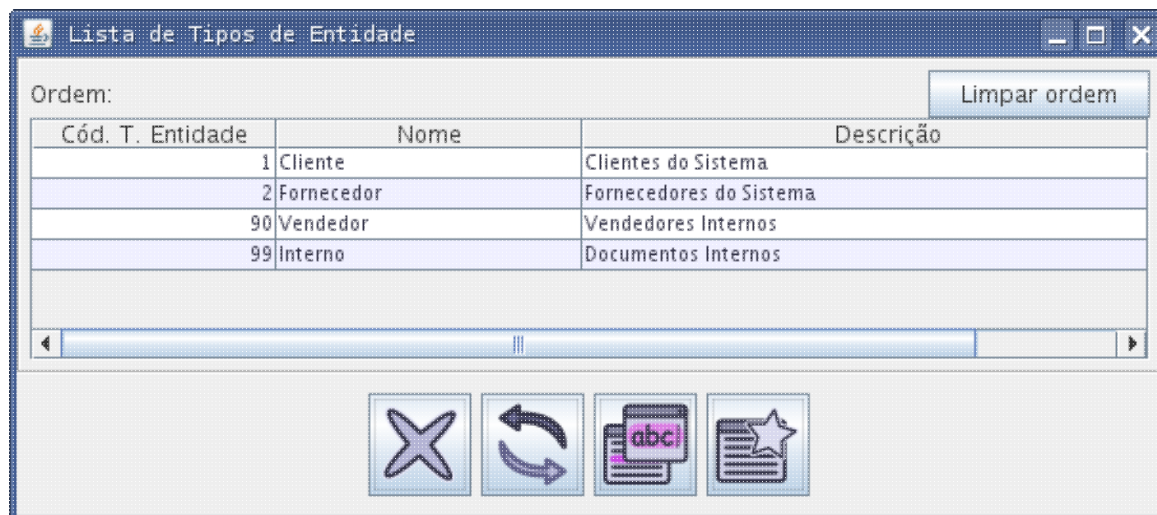 Lista de Tipos de Entidade
Ordem: Limpar ordem
Cód. T. Entidade Nome Descrição
1 Cliente Clientes do Sistema
2 Fornecedor Fornecedores do Sistema
90 Vendedor Vendedores Internos
99 Interno Documentos Internos
abc